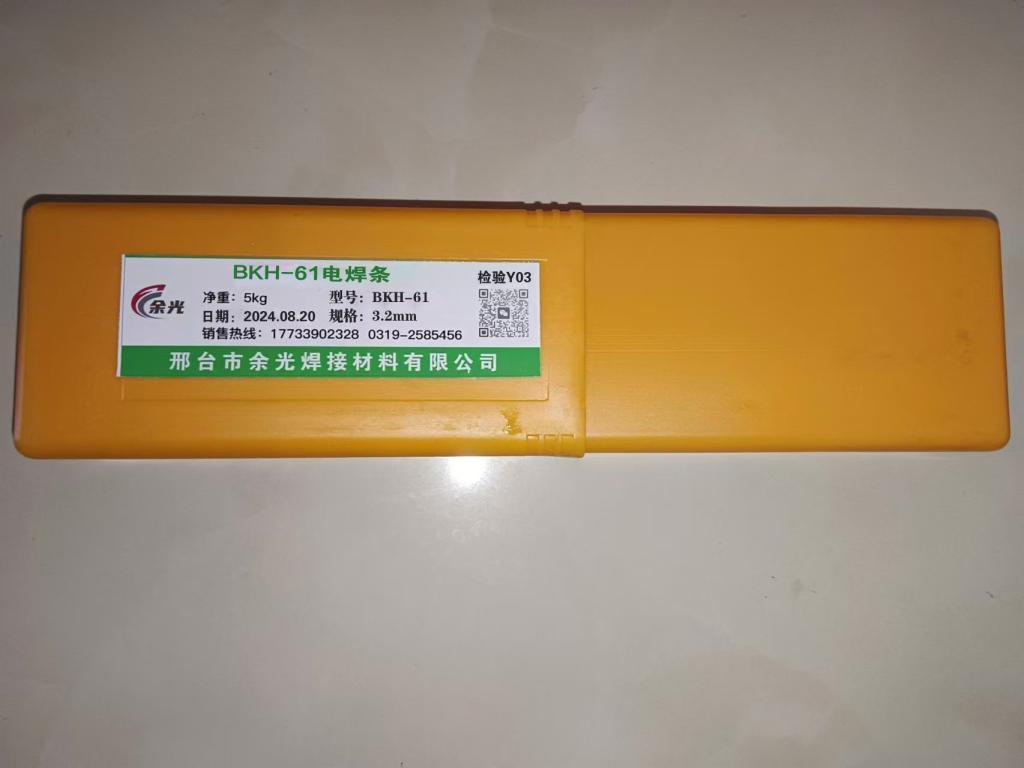 BKH-61电焊条
检验Y03
余光
净重：5kg 型号：BKH-61
日期：2024.08.20 规格：3.2mm
销售热线：17733902328 0319-2585456
邢台市余光焊接材料有限公司